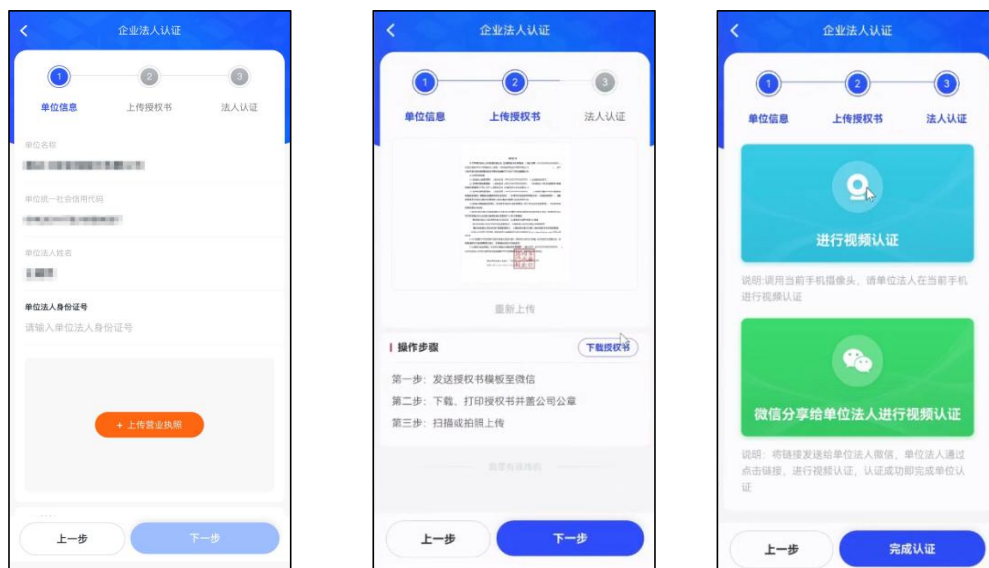 企业法人认证
1
2
3
单位信息
上传授权书
法人认证
单位名称
单位统一社会信用代码
单位法人姓名
单位法人身份证号
请输入单位法人身份证号
+ 上传营业执照
上一步
下一步
企业法人认证
1
2
3
单位信息
上传授权书
法人认证
重新上传
操作步骤
下载授权书
第一步：发送授权书模板至微信
第二步：下载、打印授权书并盖公司公章
第三步：扫描或拍照上传
上一步
下一步
企业法人认证
1
2
3
单位信息
上传授权书
法人认证
进行视频认证
说明:调用当前手机摄像头，请单位法人在当前手机
进行视频认证
微信分享给单位法人进行视频认证
说明：将链接发送给单位法人微信，单位法人通过
点击链接，进行视频认证，认证成功即完成单位认
证
上一步
完成认证